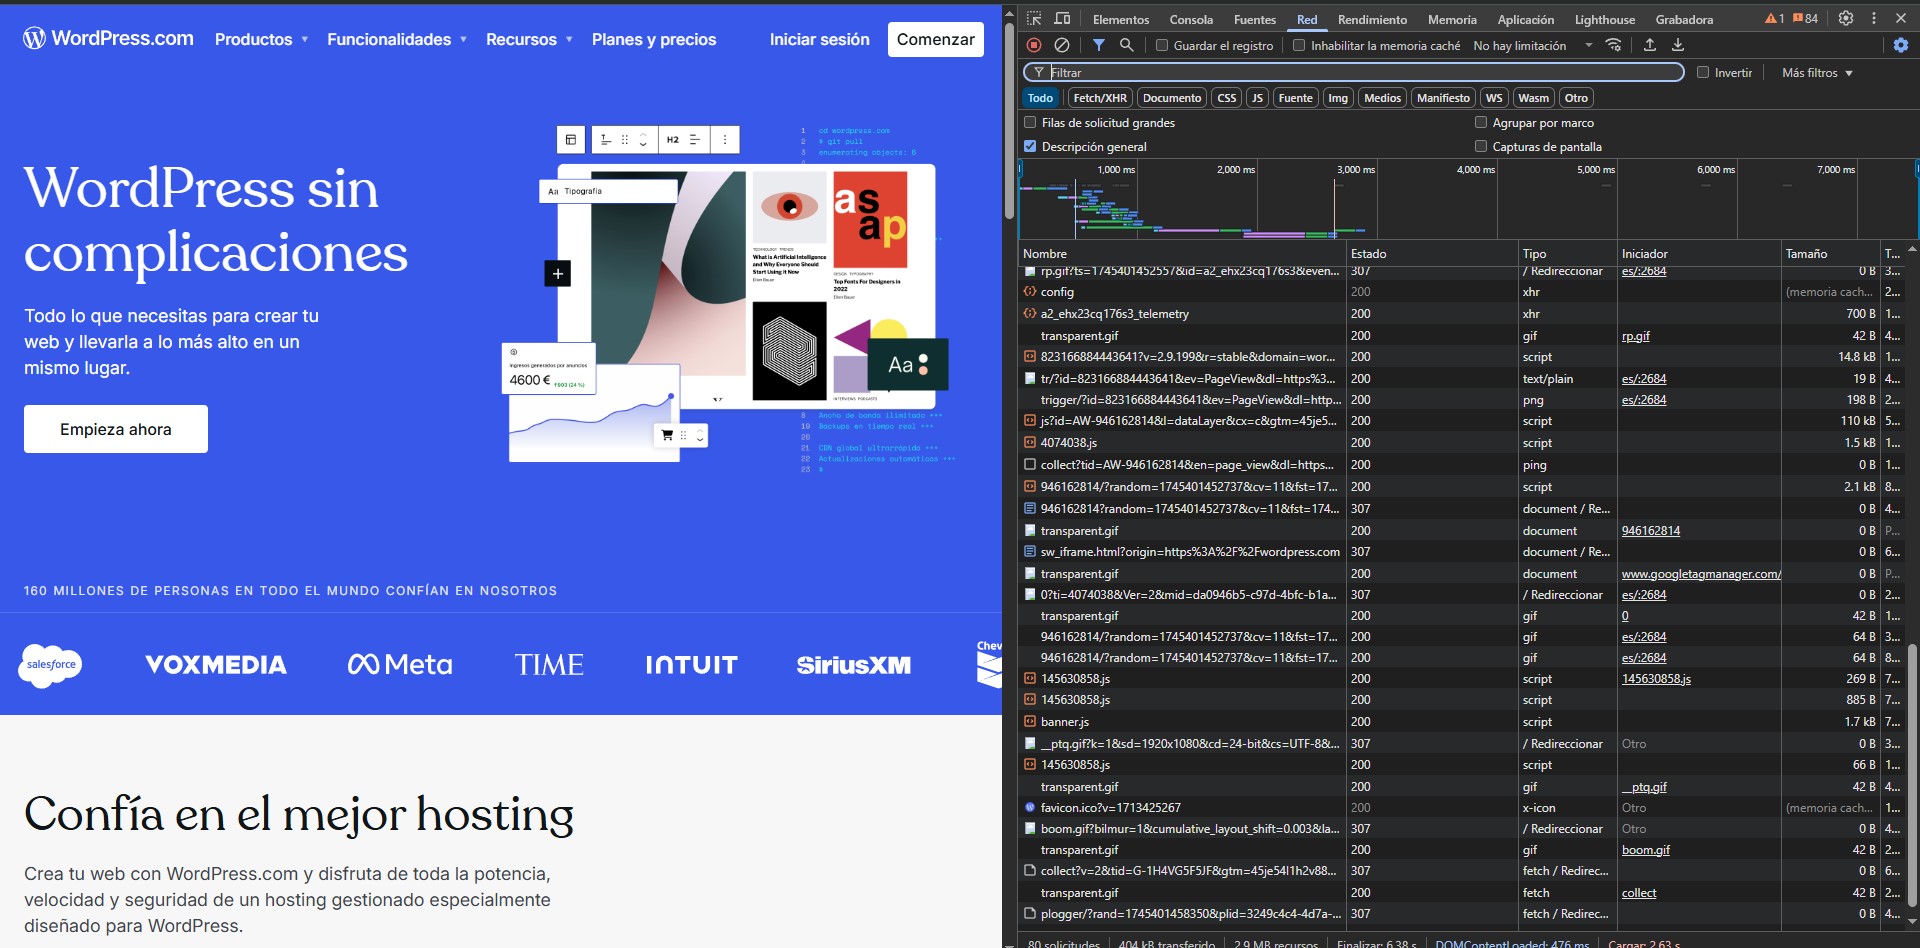 WordPress.com
Productos
Funcionalidades
Recursos
Planes y precios
Iniciar sesión
Comenzar
WordPress sin
complicaciones
Todo lo que necesitas para crear tu
web y llevarla a lo más alto en un
mismo lugar.
Empieza ahora
H2
Aa Tipografía
1 cd wordpress.com
# git pull
3 enumerating objects: 6
TECHNOLOGY TRENDS
What is Artificial Intelligence
and Why Everyone Should
Start Using it Now
Ellen Bauer
as
ap
DESIGN TYPOGRAPHY
Top Fonts For Designers in
2022
Ellen Bauer
Aa
INTERVIEWS PODCASTS
Ingresos generados por anuncios
4600 €
Ancho de banda ilimitado +++
19 Backups en tiempo real +++
20
21 CDN global ultrarrápido +++
22 Actualizaciones automáticas +++
23 #
160 MILLONES DE PERSONAS EN TODO EL MUNDO CONFÍAN EN NOSOTROS
salesforce
VOXMEDIA
Meta
TIME
INTUIT
SiriusXM
Chev
Confía en el mejor hosting
Crea tu web con WordPress.com y disfruta de toda la potencia,
velocidad y seguridad de un hosting gestionado especialmente
diseñado para WordPress.
Elementos Consola Fuentes Red Rendimiento Memoria Aplicación Lighthouse Grabadora 1 84
Guardar el registro Inhabilitar la memoria caché No hay limitación
Filtrar Invertir Más filtros
Todo Fetch/XHR Documento CSS JS Fuente Img Medios Manifiesto WS Wasm Otro
Filas de solicitud grandes Agrupar por marco
Descripción general Capturas de pantalla
1,000 ms 2,000 ms 3,000 ms 4,000 ms 5,000 ms 6,000 ms 7,000 ms
Nombre Estado Tipo Iniciador Tamaño T...
rp.gif?ts=1745401452557&id=a2_ehx23cq176s3&even... 307 / Redireccionar es/:2684 0 B 3...
config 200 xhr (memoria cach... 2...
a2_ehx23cq176s3_telemetry 200 xhr 700 B 1...
transparent.gif 200 gif rp.gif 42 B 4...
823166884443641?v=2.9.199&r=stable&domain=wor... 200 script 14.8 kB 1...
tr/?id=823166884443641&ev=PageView&dl=https%3... 200 text/plain es/:2684 19 B 4...
trigger/?id=823166884443641&ev=PageView&dl=http... 200 png es/:2684 198 B 2...
js?id=AW-946162814&l=dataLayer&cx=c&gtm=45je5... 200 script 110 kB 5...
4074038.js 200 script 1.5 kB 1...
collect?tid=AW-946162814&en=page_view&dl=https... 200 ping 0 B 1...
946162814/?random=1745401452737&cv=11&fst=17... 200 script 2.1 kB 8...
946162814?random=1745401452737&cv=11&fst=174... 307 document / Re... 0 B 4...
transparent.gif 200 document 946162814 0 B P...
sw_iframe.html?origin=https%3A%2F%2Fwordpress.com 307 document / Re... 0 B 6...
transparent.gif 200 document www.googletagmanager.com/ 0 B P...
0?ti=4074038&Ver=2&mid=da0946b5-c97d-4bfc-b1a... 307 / Redireccionar es/:2684 0 B 2...
transparent.gif 200 gif 0 42 B 1...
946162814/?random=1745401452737&cv=11&fst=17... 200 gif es/:2684 64 B 3...
946162814/?random=1745401452737&cv=11&fst=17... 200 gif es/:2684 64 B 8...
145630858.js 200 script 145630858.js 269 B 7...
145630858.js 200 script 885 B 7...
banner.js 200 script 1.7 kB 7...
__ptq.gif?k=1&sd=1920x1080&cd=24-bit&cs=UTF-8&... 307 / Redireccionar Otro 0 B 3...
145630858.js 200 script 66 B 1...
transparent.gif 200 gif __ptq.gif 42 B 4...
favicon.ico?v=1713425267 200 x-icon Otro (memoria cach... 1...
boom.gif?bilmur=1&cumulative_layout_shift=0.003&la... 307 / Redireccionar Otro 0 B 4...
transparent.gif 200 gif boom.gif 42 B 2...
collect?v=2&tid=G-1H4VG5F5JF&gtm=45je54l1h2v88... 307 fetch / Redirec... 0 B 6...
transparent.gif 200 fetch collect 42 B 2...
plogger/?rand=1745401458350&plid=3249c4c4-4d7a-... 307 fetch / Redirec... 0 B 4...
80 solicitudes 404 kB transferido 2.9 MB recursos Finalizar: 6.38 s DOMContentLoaded: 476 ms Cargar: 2.63 s